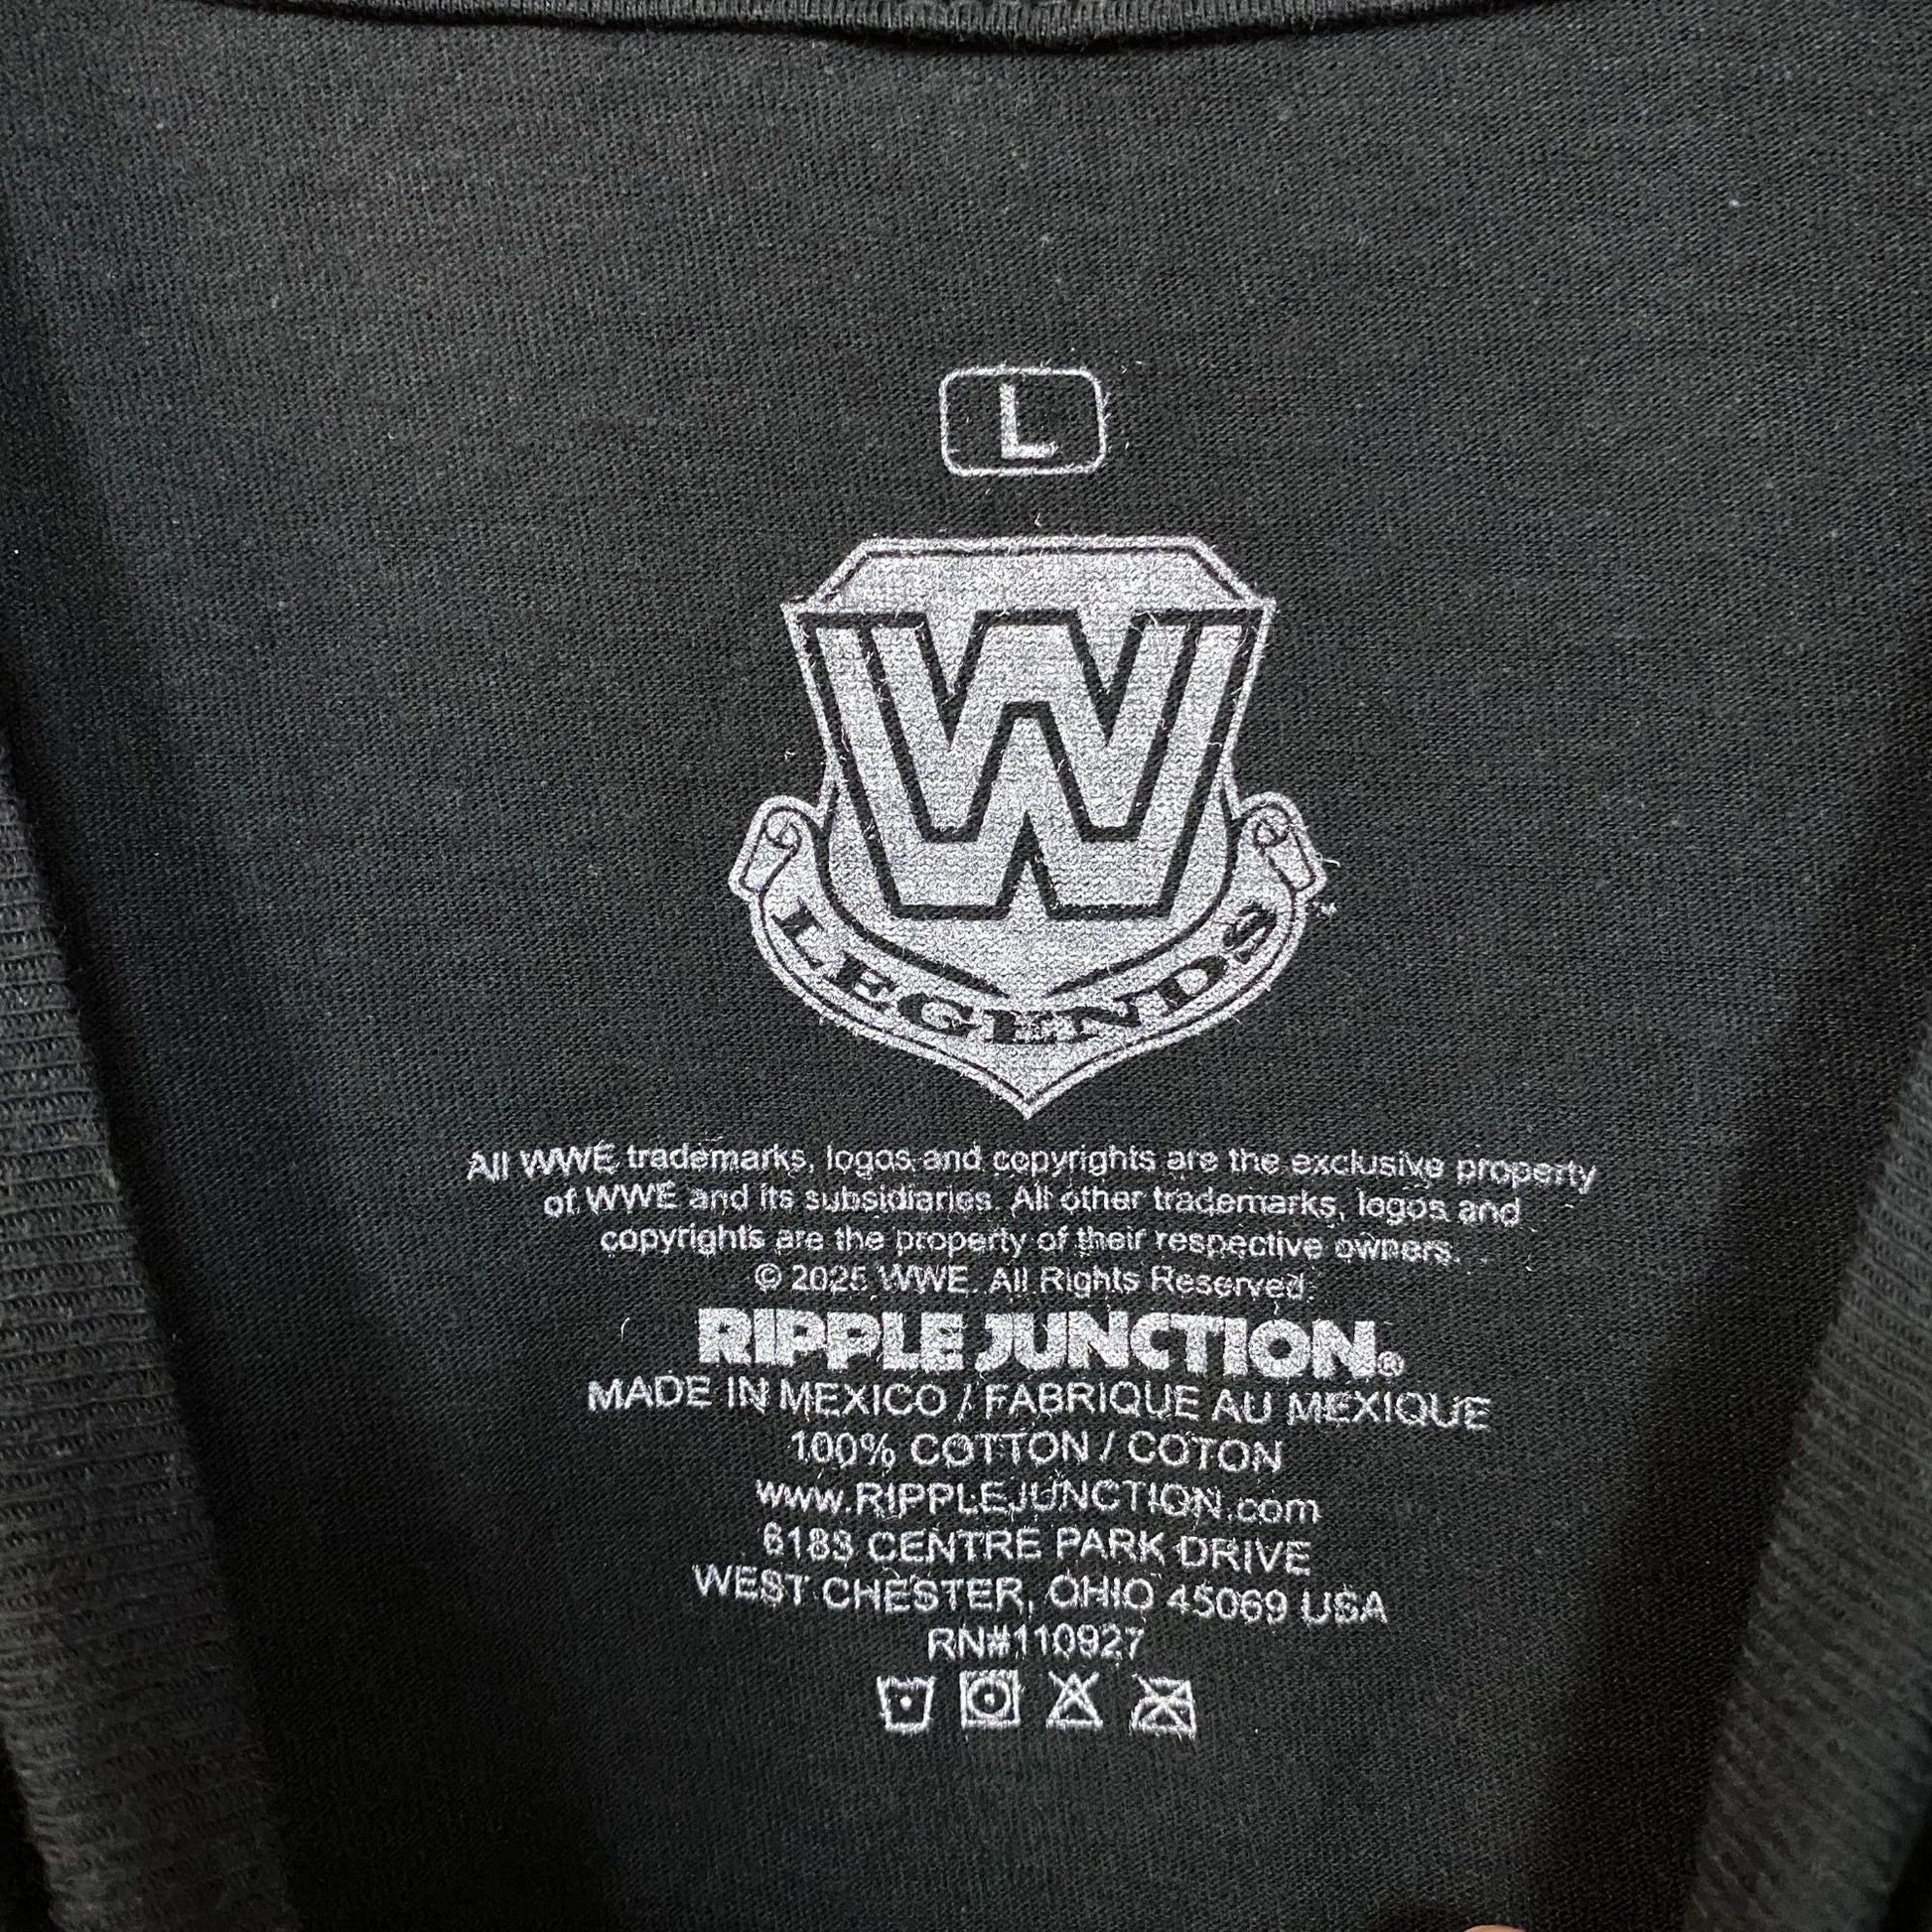 L
W
LEGENDS
TM
All WWE trademarks, logos and copyrights are the exclusive property
of WWE and its subsidiaries. All other trademarks, logos and
copyrights are the property of their respective owners.
© 2025 WWE. All Rights Reserved.
RIPPLE JUNCTION®
MADE IN MEXICO / FABRIQUE AU MEXIQUE
100% COTTON / COTON
www.RIPPLEJUNCTION.com
6183 CENTRE PARK DRIVE
WEST CHESTER, OHIO 45069 USA
RN#110927